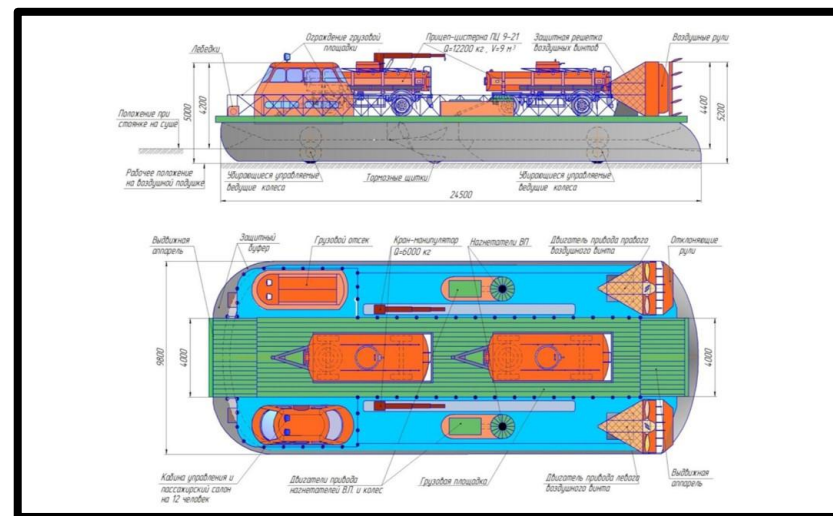 Лебедки
Ограждение грузовой
площадки
Прицеп-цистерна ПЦ 9-21
Q=12200 кг., V=9 м³
Защитная решетка
воздушных винтов
Воздушные рули
Положение при
стоянке на суше
5000
4200
4400
5200
Рабочее положение
на воздушной подушке
Убирающиеся управляемые
ведущие колеса
Тормозные щитки
Убирающиеся управляемые
ведущие колеса
24500
Выдвижная
аппарель
Защитный
буфер
Грузовой отсек
Кран-манипулятор
Q=6000 кг
Нагнетатели ВП.
Двигатель привода правого
воздушного винта
Отклоняющие
рули
9800
4000
4000
Кабина управления и
пассажирский салон
на 12 человек
Двигатели привода
нагнетателей В.П. и колес
Грузовая площадка
Двигатель привода левого
воздушного винта
Выдвижная
аппарель